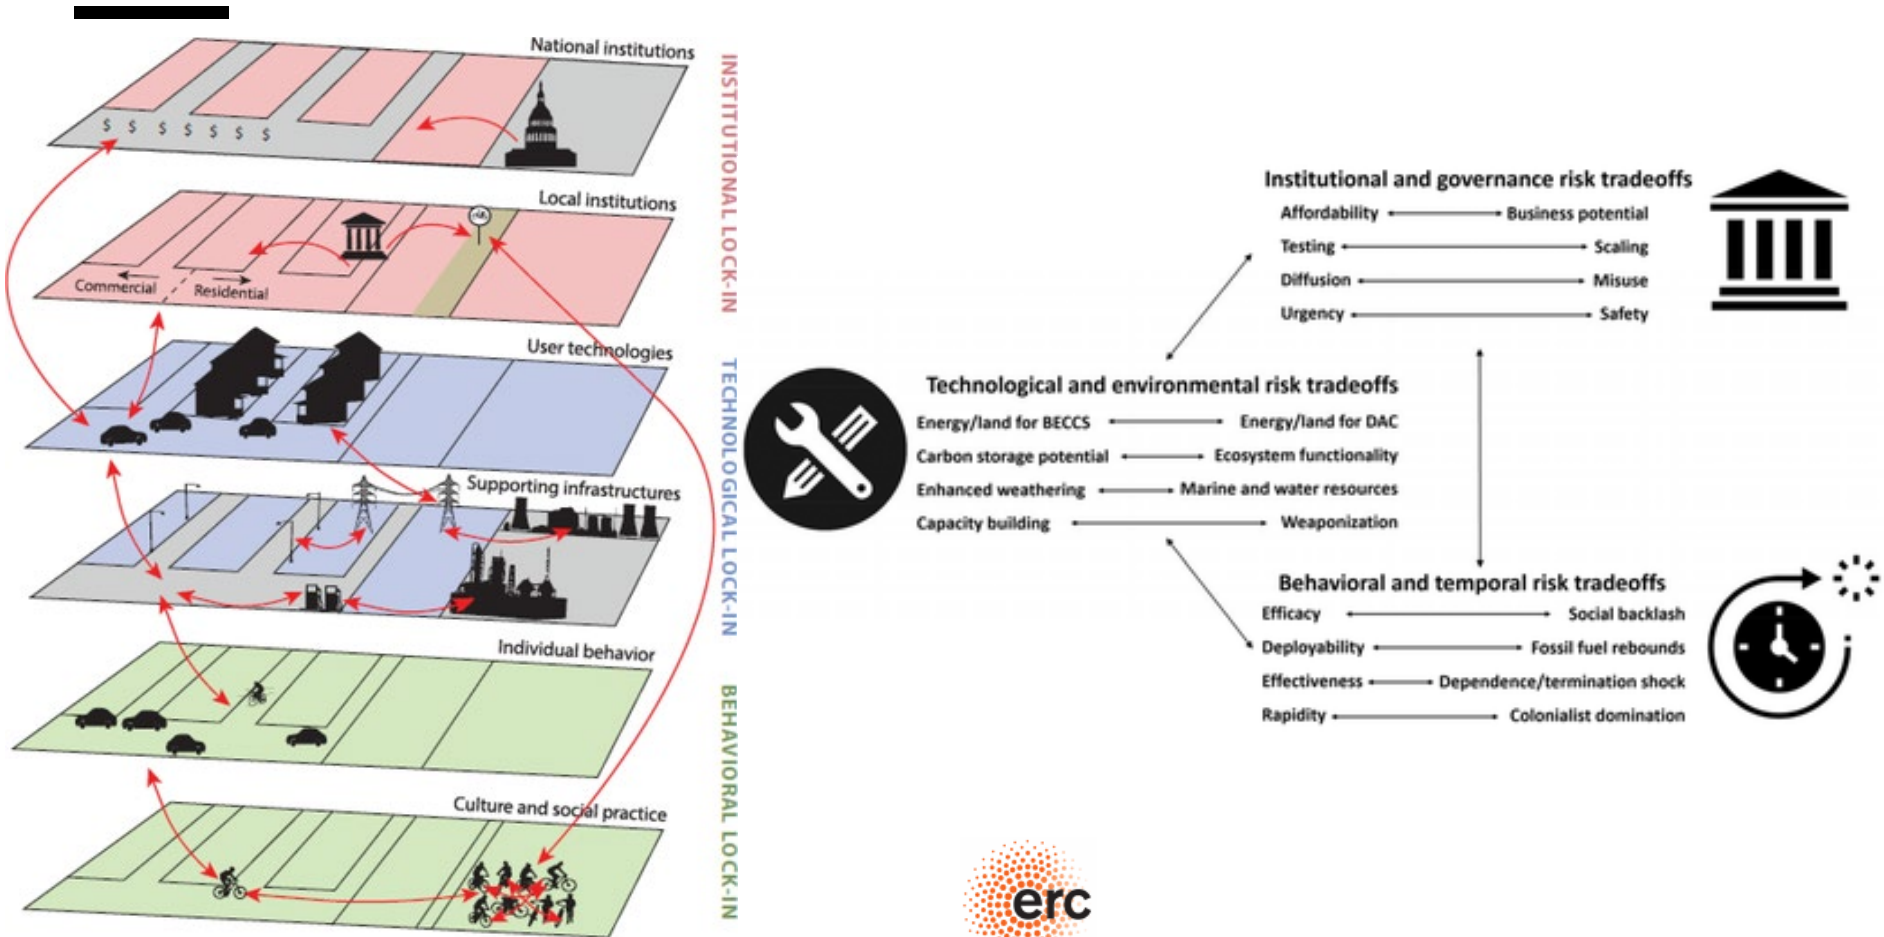 National institutions
$ $ $ $ $ $ $
Local institutions
Commercial
Residential
User technologies
Supporting infrastructures
Individual behavior
Culture and social practice
INSTITUTIONAL LOCK-IN
TECHNOLOGICAL LOCK-IN
BEHAVIORAL LOCK-IN
Institutional and governance risk tradeoffs
Affordability Business potential
Testing Scaling
Diffusion Misuse
Urgency Safety
Technological and environmental risk tradeoffs
Energy/land for BECCS Energy/land for DAC
Carbon storage potential Ecosystem functionality
Enhanced weathering Marine and water resources
Capacity building Weaponization
Behavioral and temporal risk tradeoffs
Efficacy Social backlash
Deployability Fossil fuel rebounds
Effectiveness Dependence/termination shock
Rapidity Colonialist domination
erc